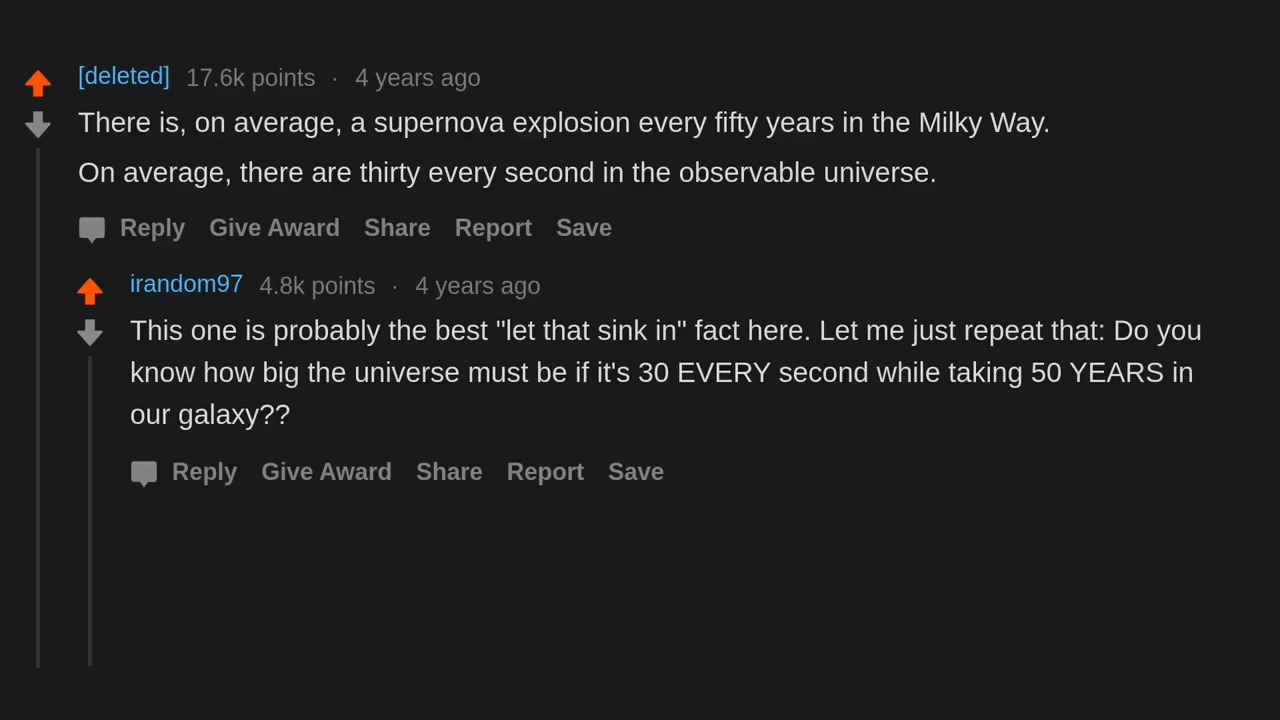 [deleted] 17.6k points · 4 years ago
There is, on average, a supernova explosion every fifty years in the Milky Way.
On average, there are thirty every second in the observable universe.
Reply Give Award Share Report Save
irandom97 4.8k points · 4 years ago
This one is probably the best "let that sink in" fact here. Let me just repeat that: Do you
know how big the universe must be if it's 30 EVERY second while taking 50 YEARS in
our galaxy??
Reply Give Award Share Report Save